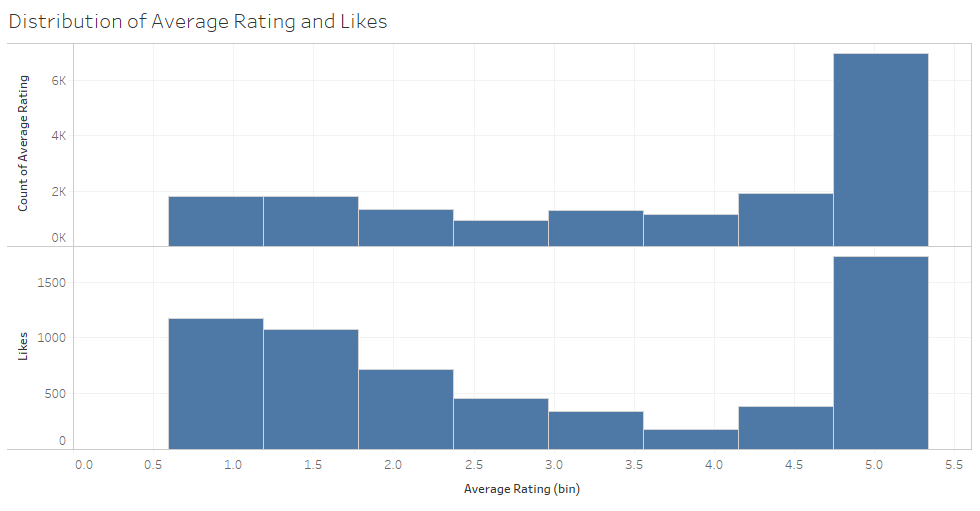 Distribution of Average Rating and Likes
Count of Average Rating
6K
4K
2K
0K
Likes
1500
1000
500
0
0.0 0.5 1.0 1.5 2.0 2.5 3.0 3.5 4.0 4.5 5.0 5.5
Average Rating (bin)